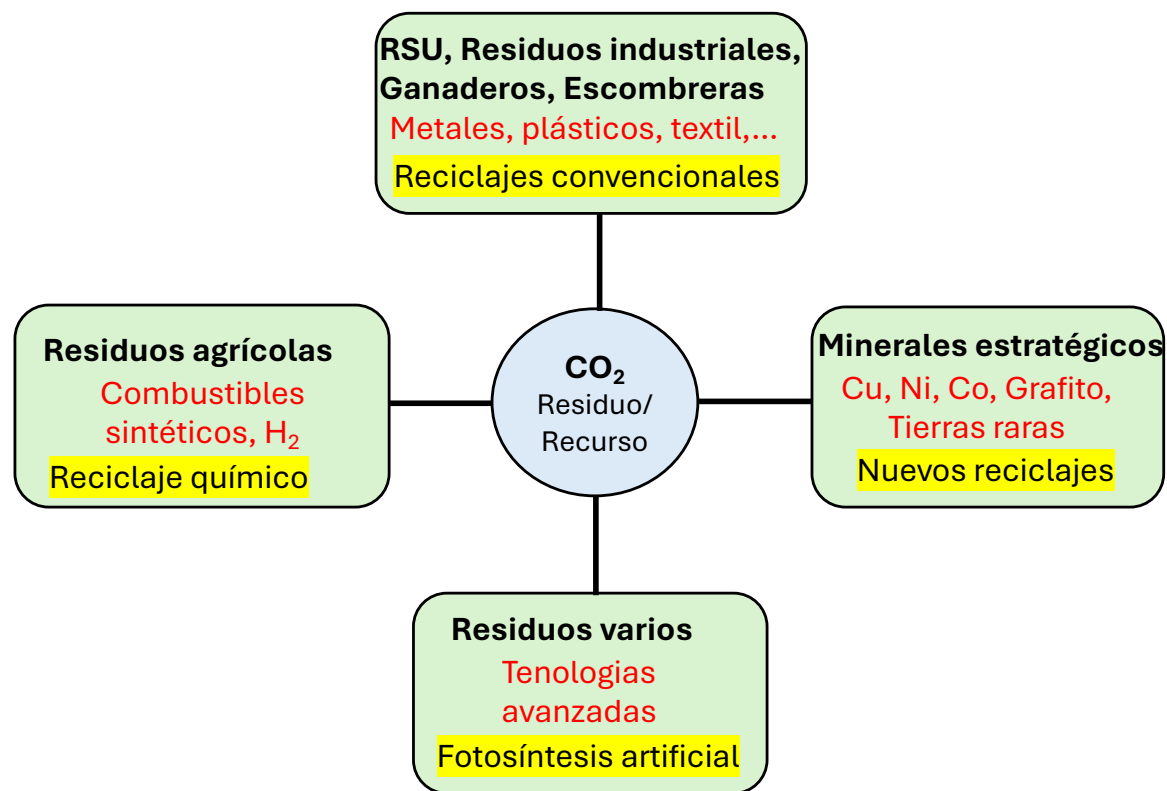 RSU, Residuos industriales,
Ganaderos, Escombreras
Metales, plásticos, textil,...
Reciclajes convencionales
Residuos agrícolas
Combustibles
sintéticos, H₂
Reciclaje químico
CO₂
Residuo/
Recurso
Minerales estratégicos
Cu, Ni, Co, Grafito,
Tierras raras
Nuevos reciclajes
Residuos varios
Tenologias
avanzadas
Fotosíntesis artificial